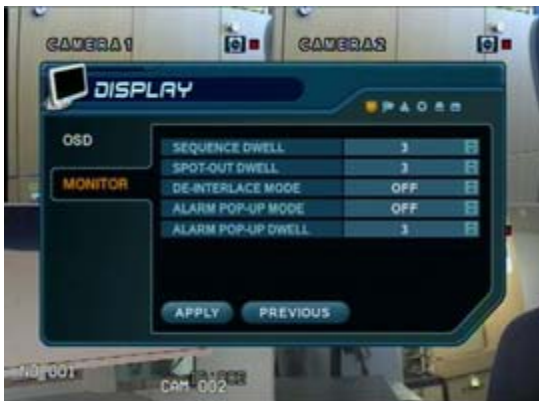 CAMERA1 CAMERA2
DISPLAY
OSD
MONITOR
SEQUENCE DWELL 3
SPOT-OUT DWELL 3
DE-INTERLACE MODE OFF
ALARM POP-UP MODE OFF
ALARM POP-UP DWELL 3
APPLY PREVIOUS
CAM 002